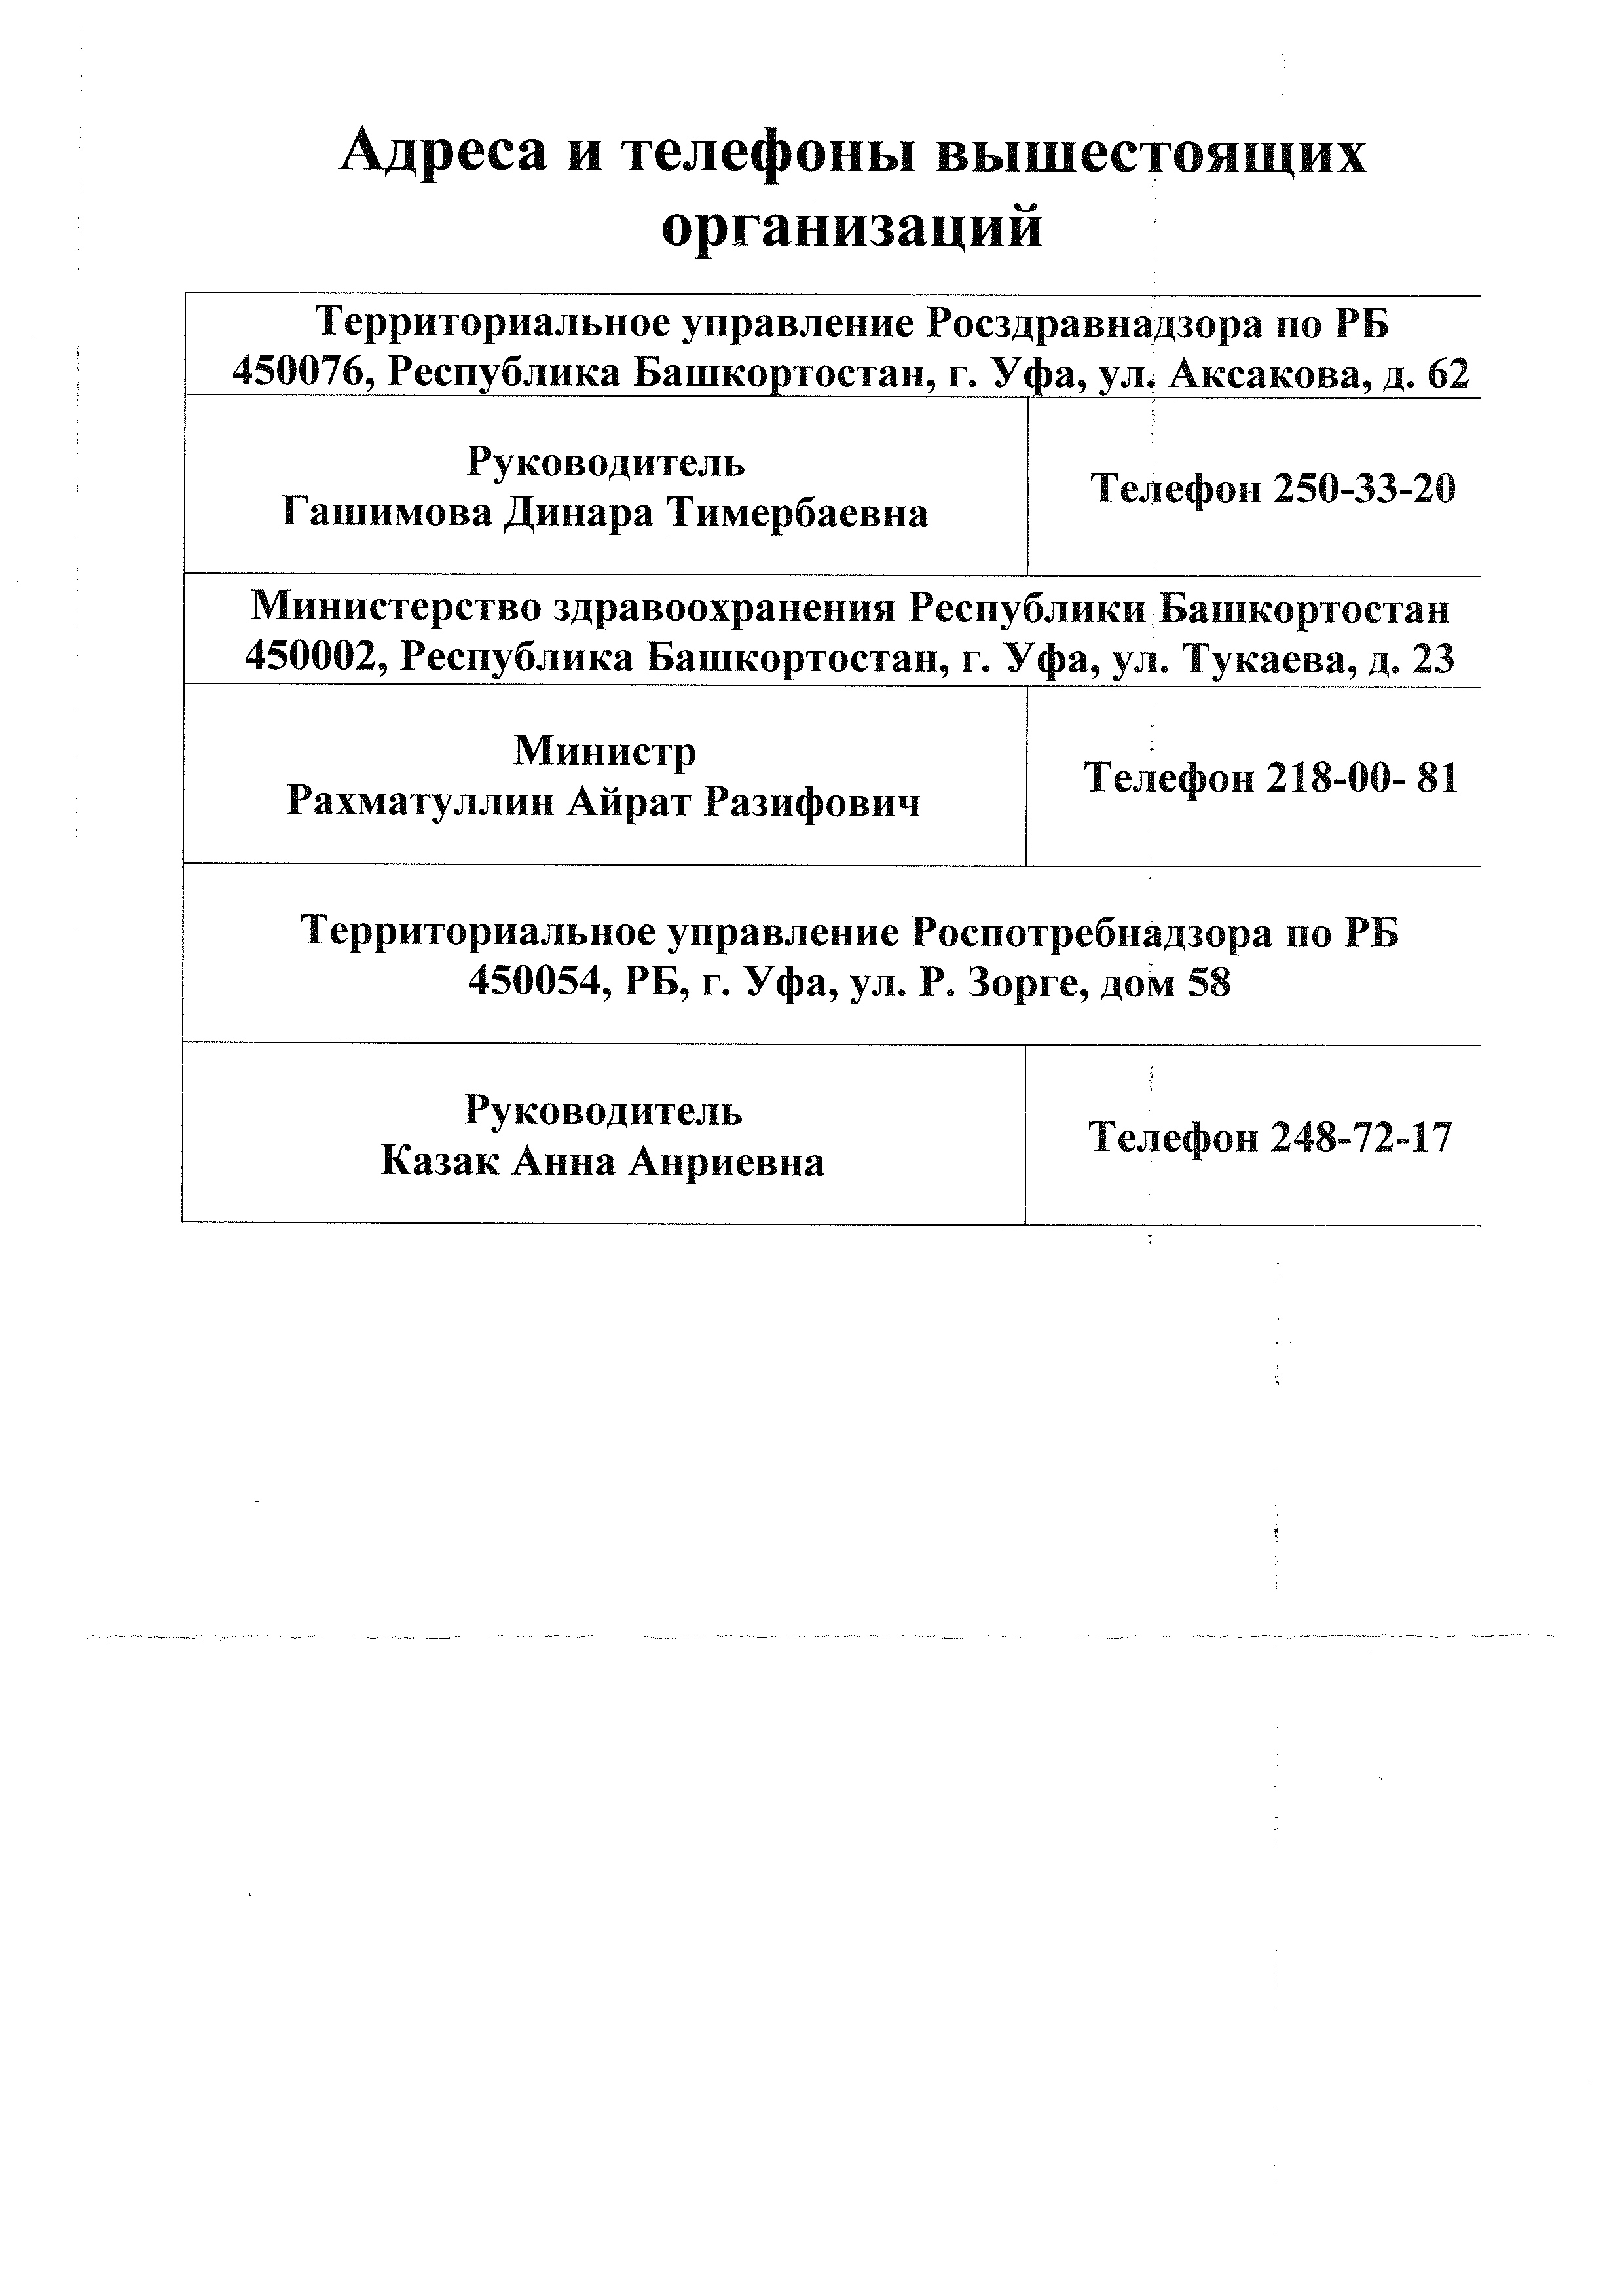 Адреса и телефоны вышестоящих
организаций
Территориальное управление Росздравнадзора по РБ
450076, Республика Башкортостан, г. Уфа, ул. Аксакова, д. 62
Руководитель
Гашимова Динара Тимербаевна
Телефон 250-33-20
Министерство здравоохранения Республики Башкортостан
450002, Республика Башкортостан, г. Уфа, ул. Тукаева, д. 23
Министр
Рахматуллин Айрат Разифович
Телефон 218-00- 81
Территориальное управление Роспотребнадзора по РБ
450054, РБ, г. Уфа, ул. Р. Зорге, дом 58
Руководитель
Казак Анна Анриевна
Телефон 248-72-17